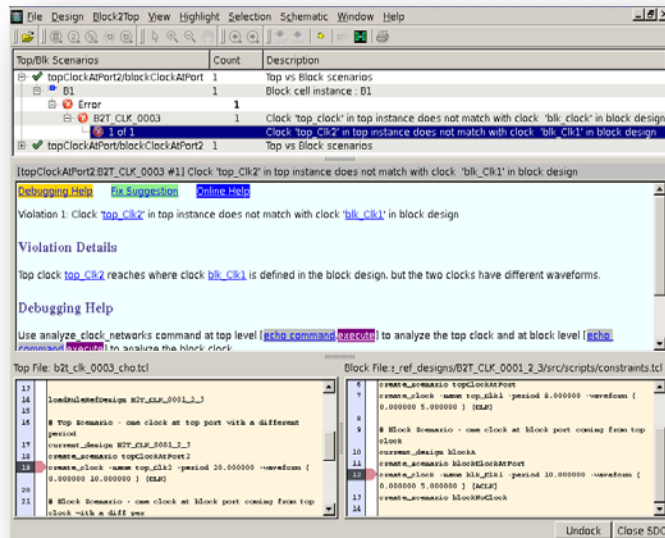 File Design Block2Top View Highlight Selection Schematic Window Help
Top/Blk Scenarios Count Description
topClockAtPort2/blockClockAtPort 1 Top vs Block scenarios
B1 1 Block cell instance : B1
Error 1
B2T_CLK_0003 1 Clock 'top_clock' in top instance does not match with clock 'blk_clock' in block design
1 of 1 Clock 'top_Clk2' in top instance does not match with clock 'blk_Clk1' in block design
topClockAtPort/blockClockAtPort2 1 Top vs Block scenarios
[topClockAtPort2:B2T_CLK_0003 #1] Clock 'top_Clk2' in top instance does not match with clock 'blk_Clk1' in block design
Debugging Help Fix Suggestion Online Help
Violation 1: Clock 'top_Clk2' in top instance does not match with clock 'blk_Clk1' in block design
Violation Details
Top clock top_Clk2 reaches where clock blk_Clk1 is defined in the block design, but the two clocks have different waveforms.
Debugging Help
Use analyze_clock_networks command at top level [echo command,execute] to analyze the top clock and at block level [echo
command,execute] to analyze the block clock
Top File: b2t_clk_0003_cho.tcl
13
14 loadRuleRefDesign B2T_CLK_0001_2_3
15
16 # Top Scenario - one clock at top port with a different
period
17 current_design B2T_CLK_0001_2_3
18 create_scenario topClockAtPort2
19 create_clock -name top_Clk2 -period 20.000000 -waveform {
0.000000 10.000000 } {CLK}
20
21 # Block Scenario - one clock at block port coming from top
clock with a diff per
Block File: _ref_designs/B2T_CLK_0001_2_3/src/scripts/constraints.tcl
6 create_scenario topClockAtPort
7 create_clock -name top_Clk1 -period 8.000000 -waveform {
0.000000 5.000000 } {CLK}
8
9 # Block Scenario - one clock at block port coming from top
clock
10 current_design blockA
11 create_scenario blockClockAtPort
12 create_clock -name blk_Clk1 -period 10.000000 -waveform {
0.000000 5.000000 } {ACLK}
13 create_scenario blockNoClock
14
Undock Close SDC